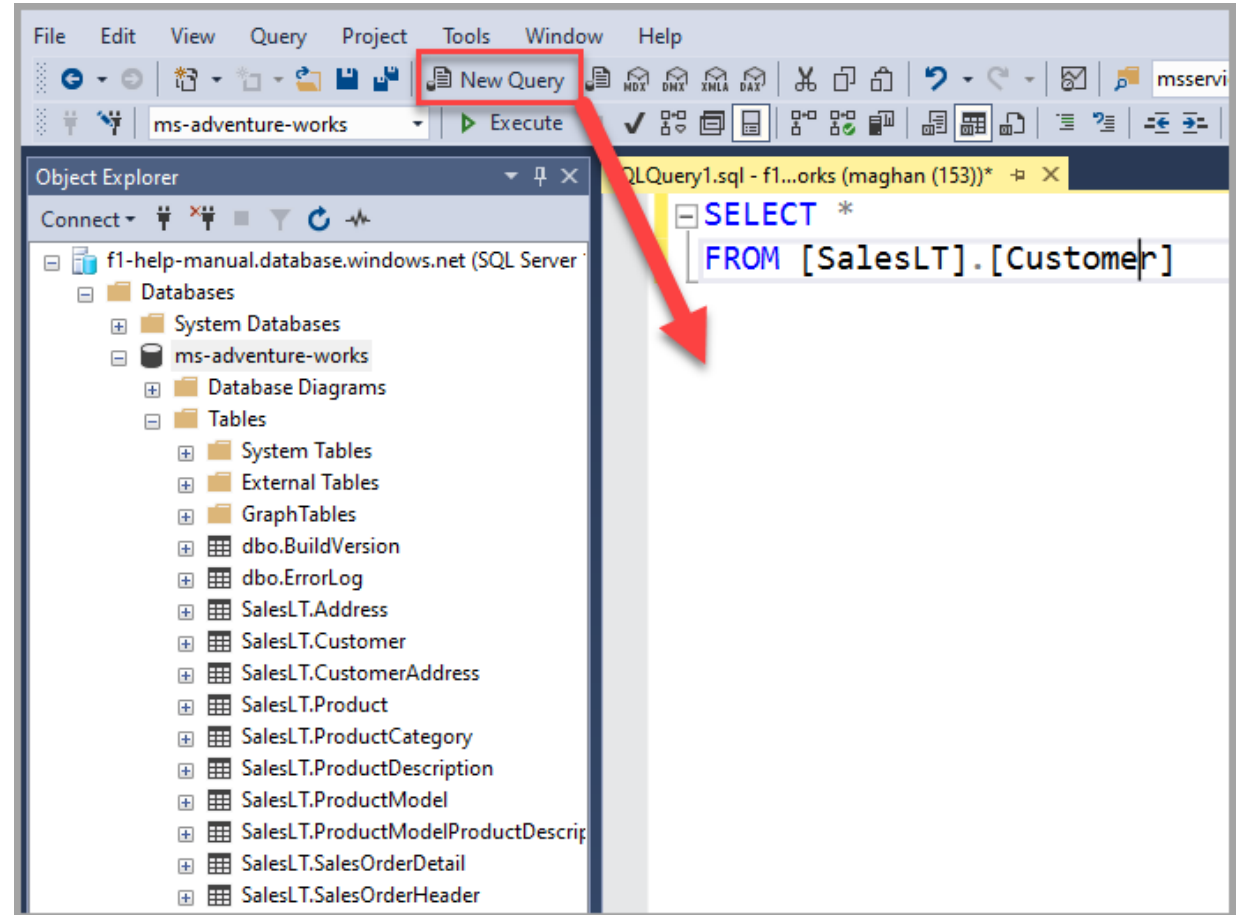 File Edit View Query Project Tools Window Help
New Query MDX DMX XMLA DAX msservi
ms-adventure-works Execute
Object Explorer
QLQuery1.sql - f1...orks (maghan (153))*
Connect
SELECT *
FROM [SalesLT].[Customer]
f1-help-manual.database.windows.net (SQL Server
Databases
System Databases
ms-adventure-works
Database Diagrams
Tables
System Tables
External Tables
GraphTables
dbo.BuildVersion
dbo.ErrorLog
SalesLT.Address
SalesLT.Customer
SalesLT.CustomerAddress
SalesLT.Product
SalesLT.ProductCategory
SalesLT.ProductDescription
SalesLT.ProductModel
SalesLT.ProductModelProductDescrip
SalesLT.SalesOrderDetail
SalesLT.SalesOrderHeader